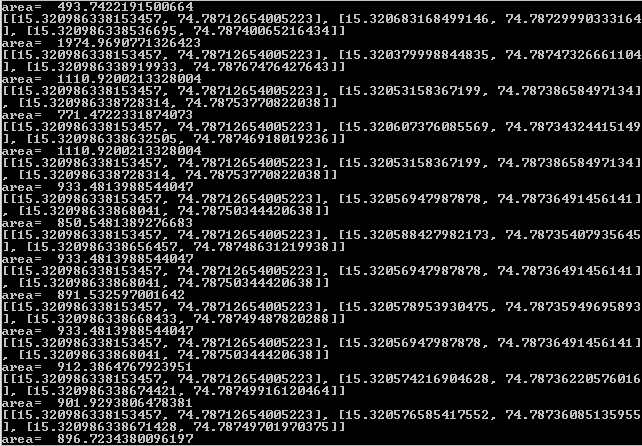 area=  493.7422191500664
[[15.320986338153457, 74.78712654005223], [15.320683168499146, 74.78729990333164
], [15.320986338536695, 74.78740065216434]]
area=  1974.9690771326423
[[15.320986338153457, 74.78712654005223], [15.320379998844835, 74.78747326661104
], [15.320986338919933, 74.78767476427643]]
area=  1110.9200213328004
[[15.320986338153457, 74.78712654005223], [15.32053158367199, 74.78738658497134]
, [15.320986338728314, 74.78753770822038]]
area=  771.4722331874073
[[15.320986338153457, 74.78712654005223], [15.320607376085569, 74.78734324415149
], [15.320986338632505, 74.78746918019236]]
area=  1110.9200213328004
[[15.320986338153457, 74.78712654005223], [15.32053158367199, 74.78738658497134]
, [15.320986338728314, 74.78753770822038]]
area=  933.4813988544047
[[15.320986338153457, 74.78712654005223], [15.32056947987878, 74.78736491456141]
, [15.32098633868041, 74.78750344420638]]
area=  850.5481389276683
[[15.320986338153457, 74.78712654005223], [15.320588427982173, 74.78735407935645
], [15.320986338656457, 74.78748631219938]]
area=  933.4813988544047
[[15.320986338153457, 74.78712654005223], [15.32056947987878, 74.78736491456141]
, [15.32098633868041, 74.78750344420638]]
area=  891.532597001642
[[15.320986338153457, 74.78712654005223], [15.320578953930475, 74.78735949695893
], [15.320986338668433, 74.78749487820288]]
area=  933.4813988544047
[[15.320986338153457, 74.78712654005223], [15.32056947987878, 74.78736491456141]
, [15.32098633868041, 74.78750344420638]]
area=  912.3864767923951
[[15.320986338153457, 74.78712654005223], [15.320574216904628, 74.78736220576016
], [15.320986338674421, 74.78749916120464]]
area=  901.9293806478381
[[15.320986338153457, 74.78712654005223], [15.320576585417552, 74.78736085135955
], [15.320986338671428, 74.78749701970375]]
area=  896.7234380096197